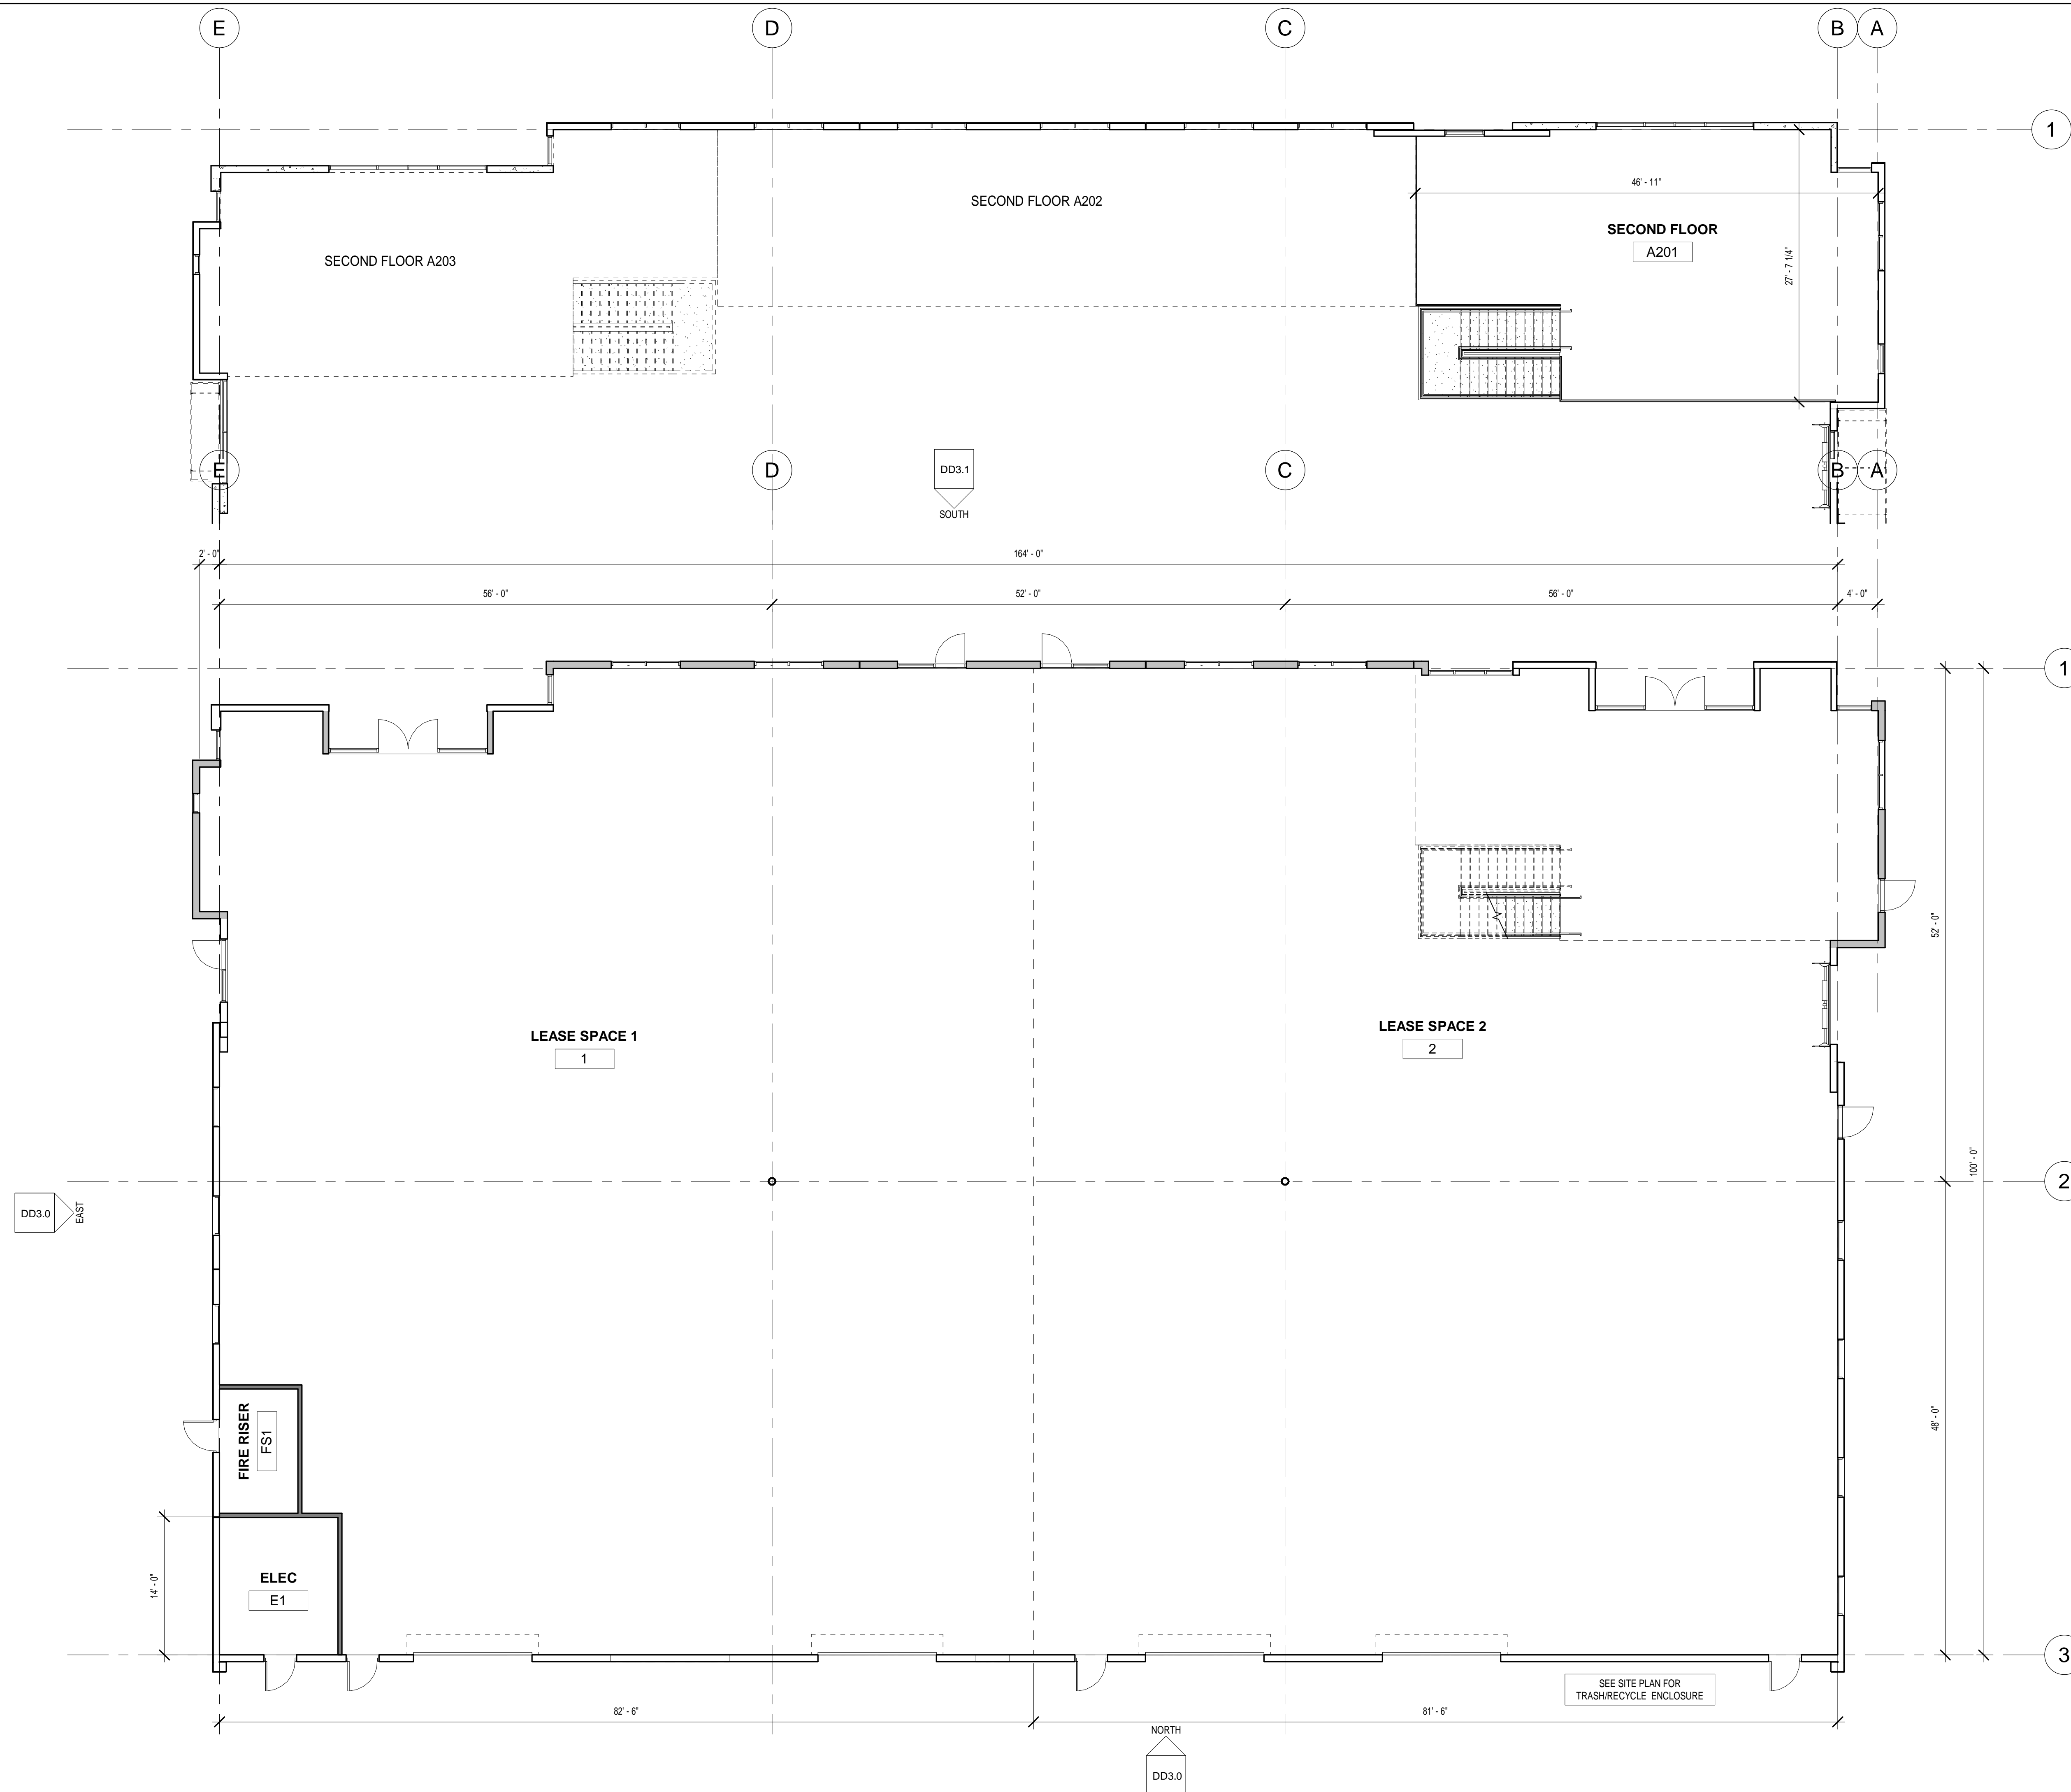 E
D
C
B
A
1
46' - 11"
SECOND FLOOR A202
SECOND FLOOR
A201
SECOND FLOOR A203
27' - 7 1/4"
E
D
DD3.1
C
B
A
SOUTH
2' - 0"
164' - 0"
56' - 0"
52' - 0"
56' - 0"
4' - 0"
1
52' - 0"
LEASE SPACE 1
1
LEASE SPACE 2
2
100' - 0"
2
DD3.0
EAST
48' - 0"
FIRE RISER
FS1
14' - 0"
ELEC
E1
3
SEE SITE PLAN FOR
TRASH/RECYCLE ENCLOSURE
82' - 6"
81' - 6"
NORTH
DD3.0